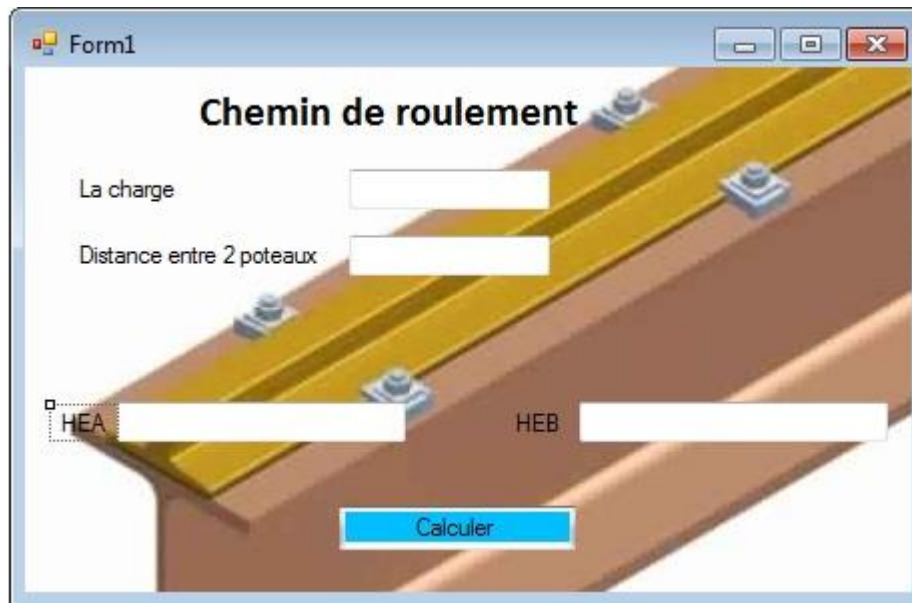 Form1
Chemin de roulement
La charge
Distance entre 2 poteaux
HEA HEB
Calculer